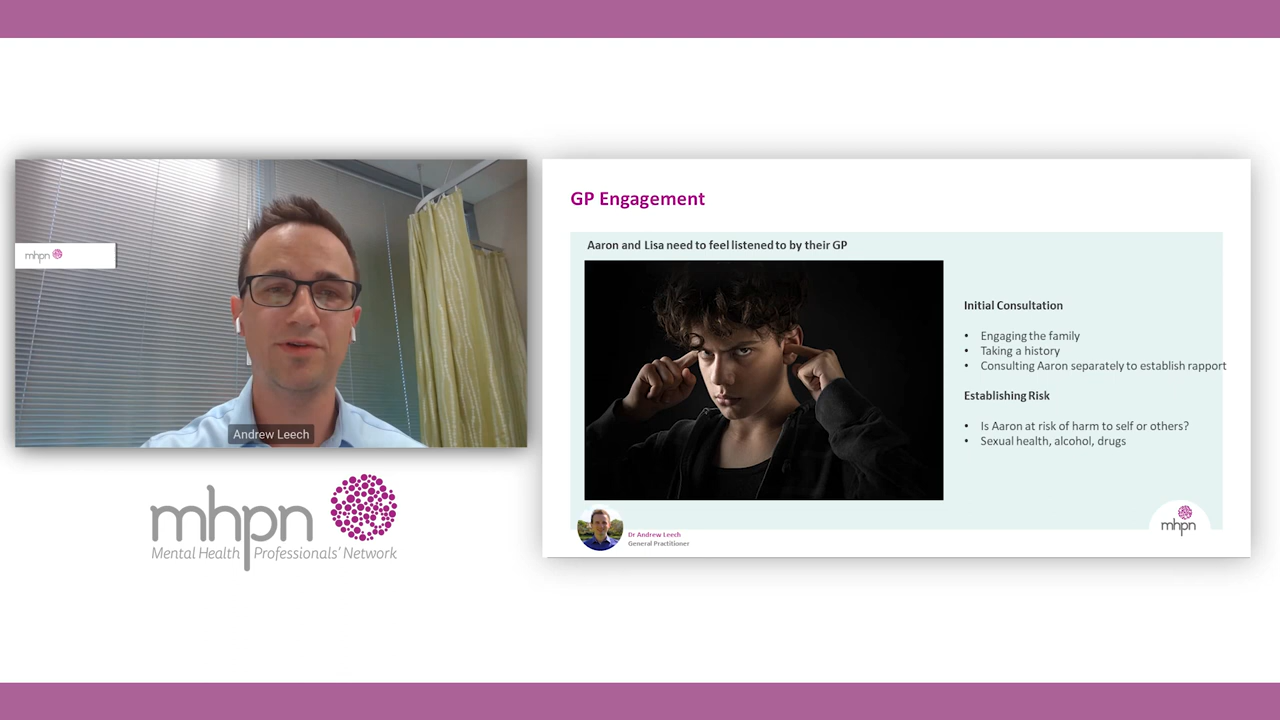 mhpn
Andrew Leech
mhpn
Mental Health Professionals' Network
GP Engagement
Aaron and Lisa need to feel listened to by their GP
Initial Consultation
• Engaging the family
• Taking a history
• Consulting Aaron separately to establish rapport
Establishing Risk
• Is Aaron at risk of harm to self or others?
• Sexual health, alcohol, drugs
Dr Andrew Leech
General Practitioner
mhpn